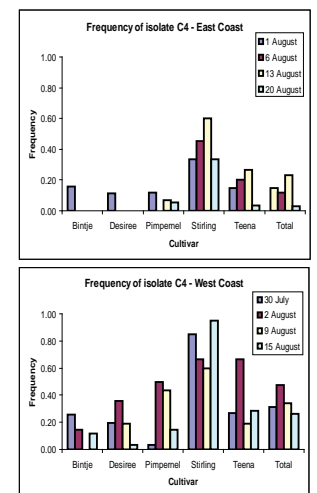 Frequency of isolate C4 - East Coast
1 August
6 August
13 August
20 August
1.00
0.80
0.60
0.40
0.20
0.00
Frequency
Bintje Desiree Pimpernel Stirling Teena Total
Cultivar
Frequency of isolate C4 - West Coast
30 July
2 August
9 August
15 August
1.00
0.80
0.60
0.40
0.20
0.00
Frequency
Bintje Desiree Pimpernel Stirling Teena Total
Cultivar